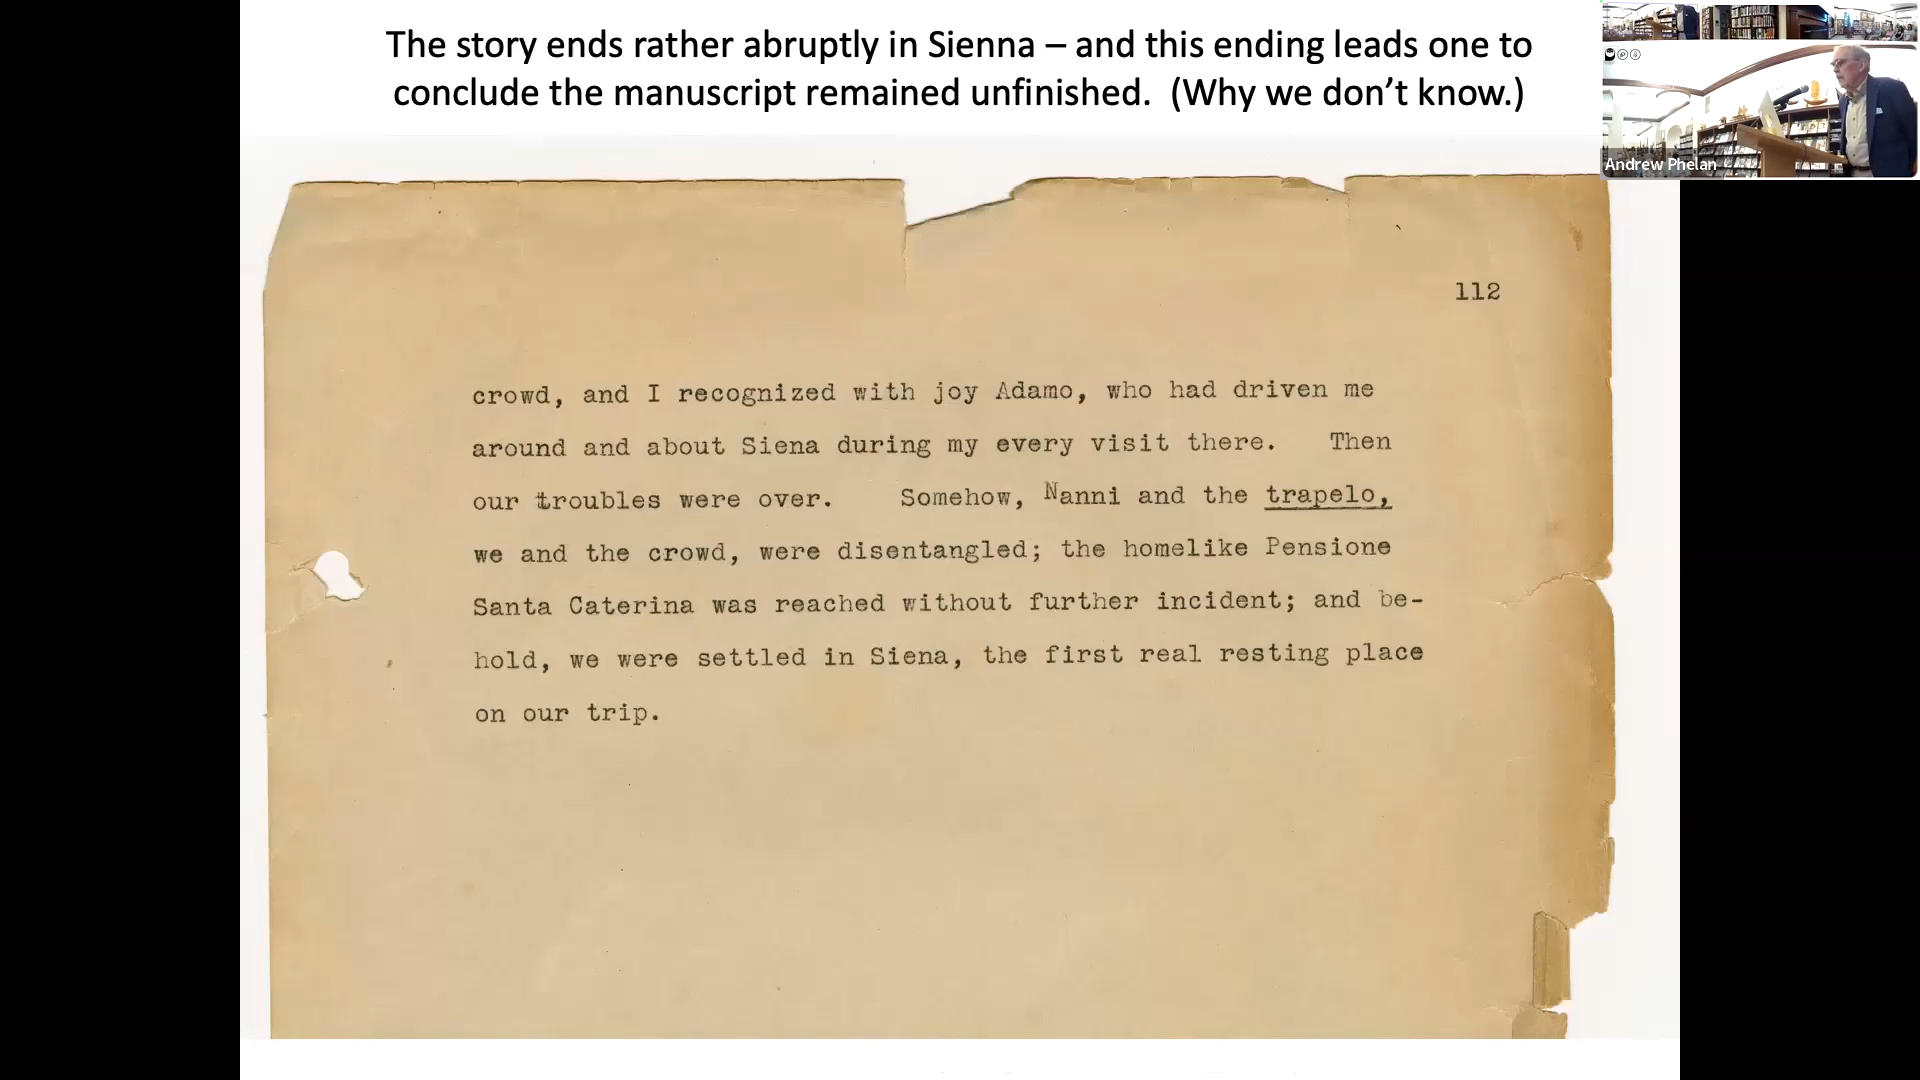 The story ends rather abruptly in Sienna – and this ending leads one to
conclude the manuscript remained unfinished.  (Why we don’t know.)
Andrew Phelan
112
crowd, and I recognized with joy Adamo, who had driven me
around and about Siena during my every visit there.   Then
our troubles were over.    Somehow, Nanni and the trapelo,
we and the crowd, were disentangled; the homelike Pensione
Santa Caterina was reached without further incident; and be-
hold, we were settled in Siena, the first real resting place
on our trip.